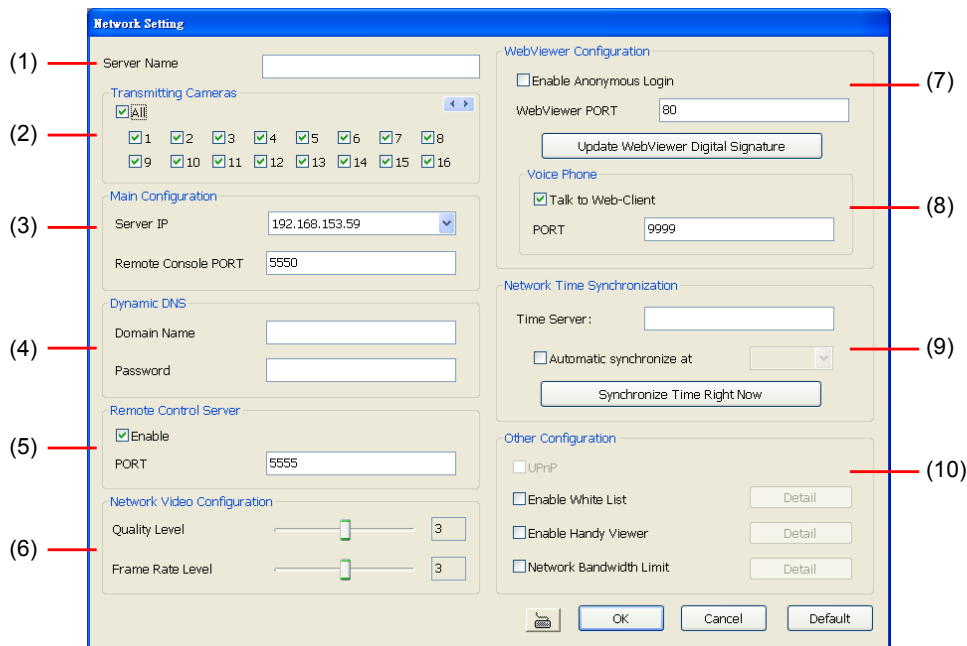 Network Setting
(1)
Server Name
(2)
Transmitting Cameras
All
1 2 3 4 5 6 7 8
9 10 11 12 13 14 15 16
(3)
Main Configuration
Server IP 192.168.153.59
Remote Console PORT 5550
(4)
Dynamic DNS
Domain Name
Password
(5)
Remote Control Server
Enable
PORT 5555
(6)
Network Video Configuration
Quality Level 3
Frame Rate Level 3
WebViewer Configuration
(7)
Enable Anonymous Login
WebViewer PORT 80
Update WebViewer Digital Signature
Voice Phone
(8)
Talk to Web-Client
PORT 9999
Network Time Synchronization
Time Server:
(9)
Automatic synchronize at
Synchronize Time Right Now
Other Configuration
(10)
UPnP
Enable White List Detail
Enable Handy Viewer Detail
Network Bandwidth Limit Detail
OK Cancel Default